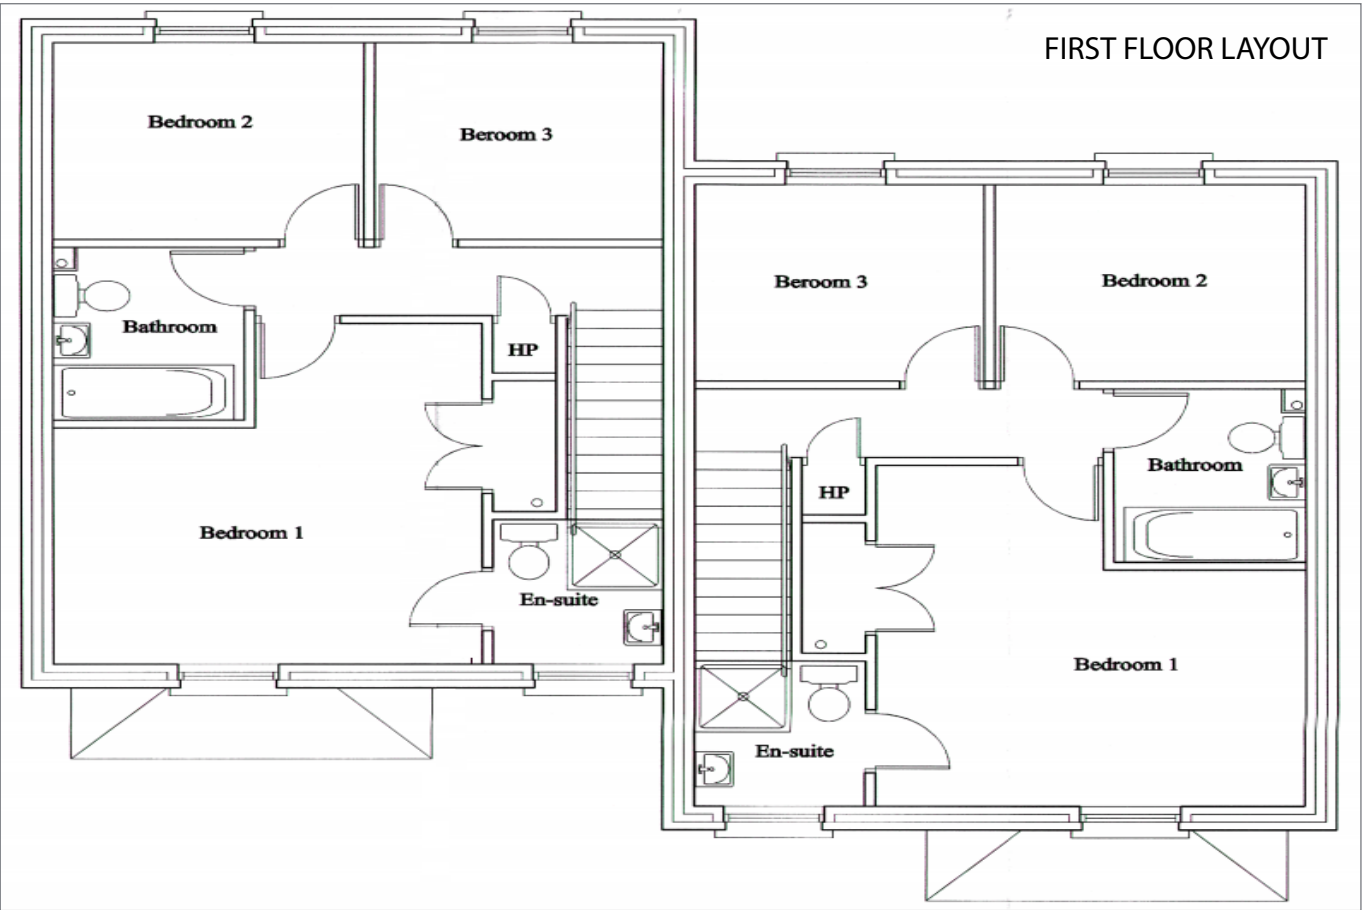 FIRST FLOOR LAYOUT
Bedroom 2
Beroom 3
Bathroom
HP
Bedroom 1
En-suite
Beroom 3
Bedroom 2
Bathroom
HP
Bedroom 1
En-suite